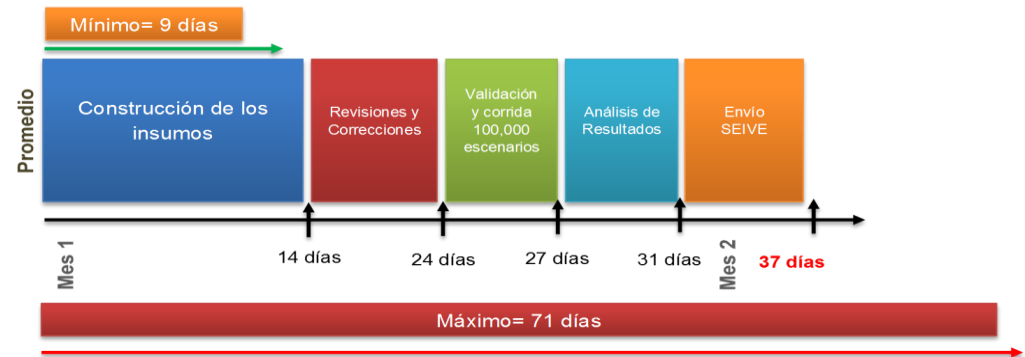 Mínimo= 9 días
Promedio
Construcción de los
insumos
Revisiones y
Correcciones
Validación
y corrida
100,000
escenarios
Análisis de
Resultados
Envío
SEIVE
14 días
24 días
27 días
31 días
37 días
Mes 1
Mes 2
Máximo= 71 días